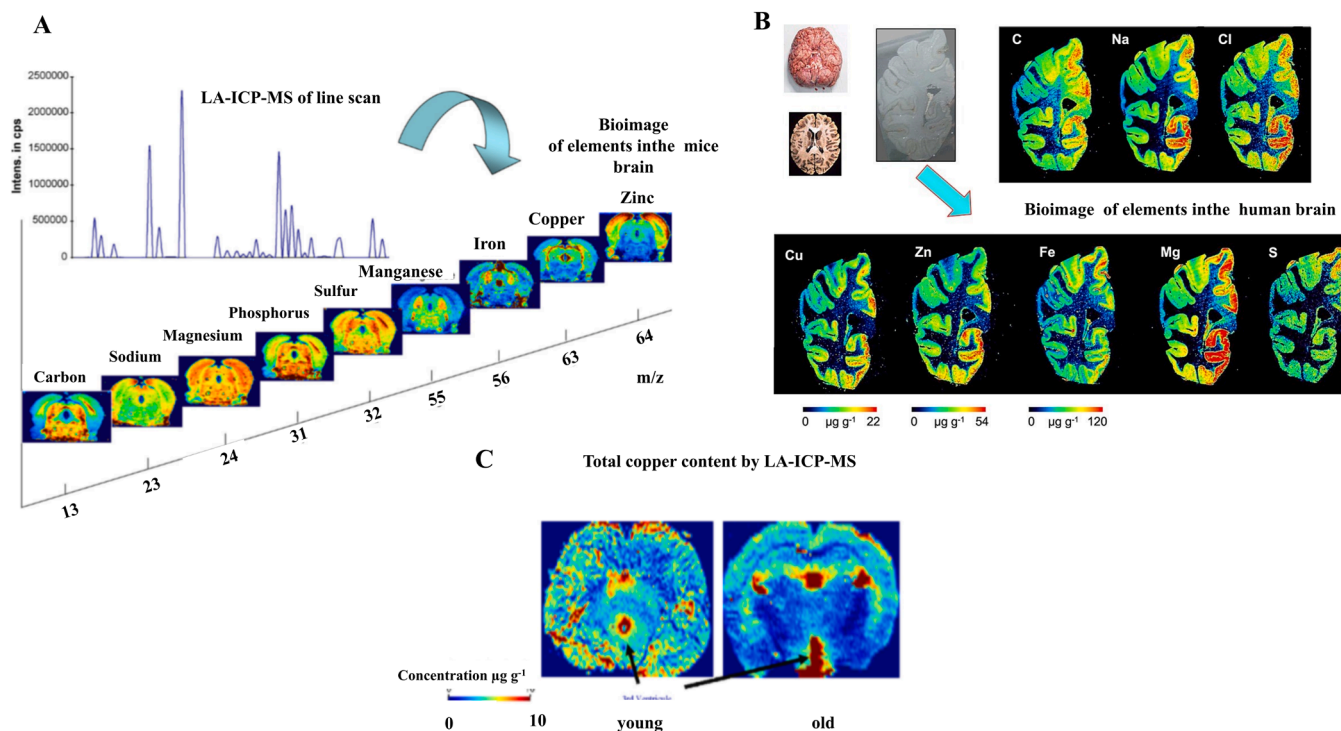 A
2500000
2000000
1500000
1000000
500000
0
Intens. in cps
LA-ICP-MS of line scan
Bioimage
of elements inthe mice
brain
Zinc
Copper
Iron
Manganese
Sulfur
Phosphorus
Magnesium
Sodium
Carbon
13
23
24
31
32
55
56
63
64
m/z
B
C
Na
Cl
Bioimage of elements inthe human brain
Cu
Zn
Fe
Mg
S
0 µg g-1 22
0 µg g-1 54
0 µg g-1 120
C
Total copper content by LA-ICP-MS
3rd Ventricule
Concentration µg g-1
0
10
young
old